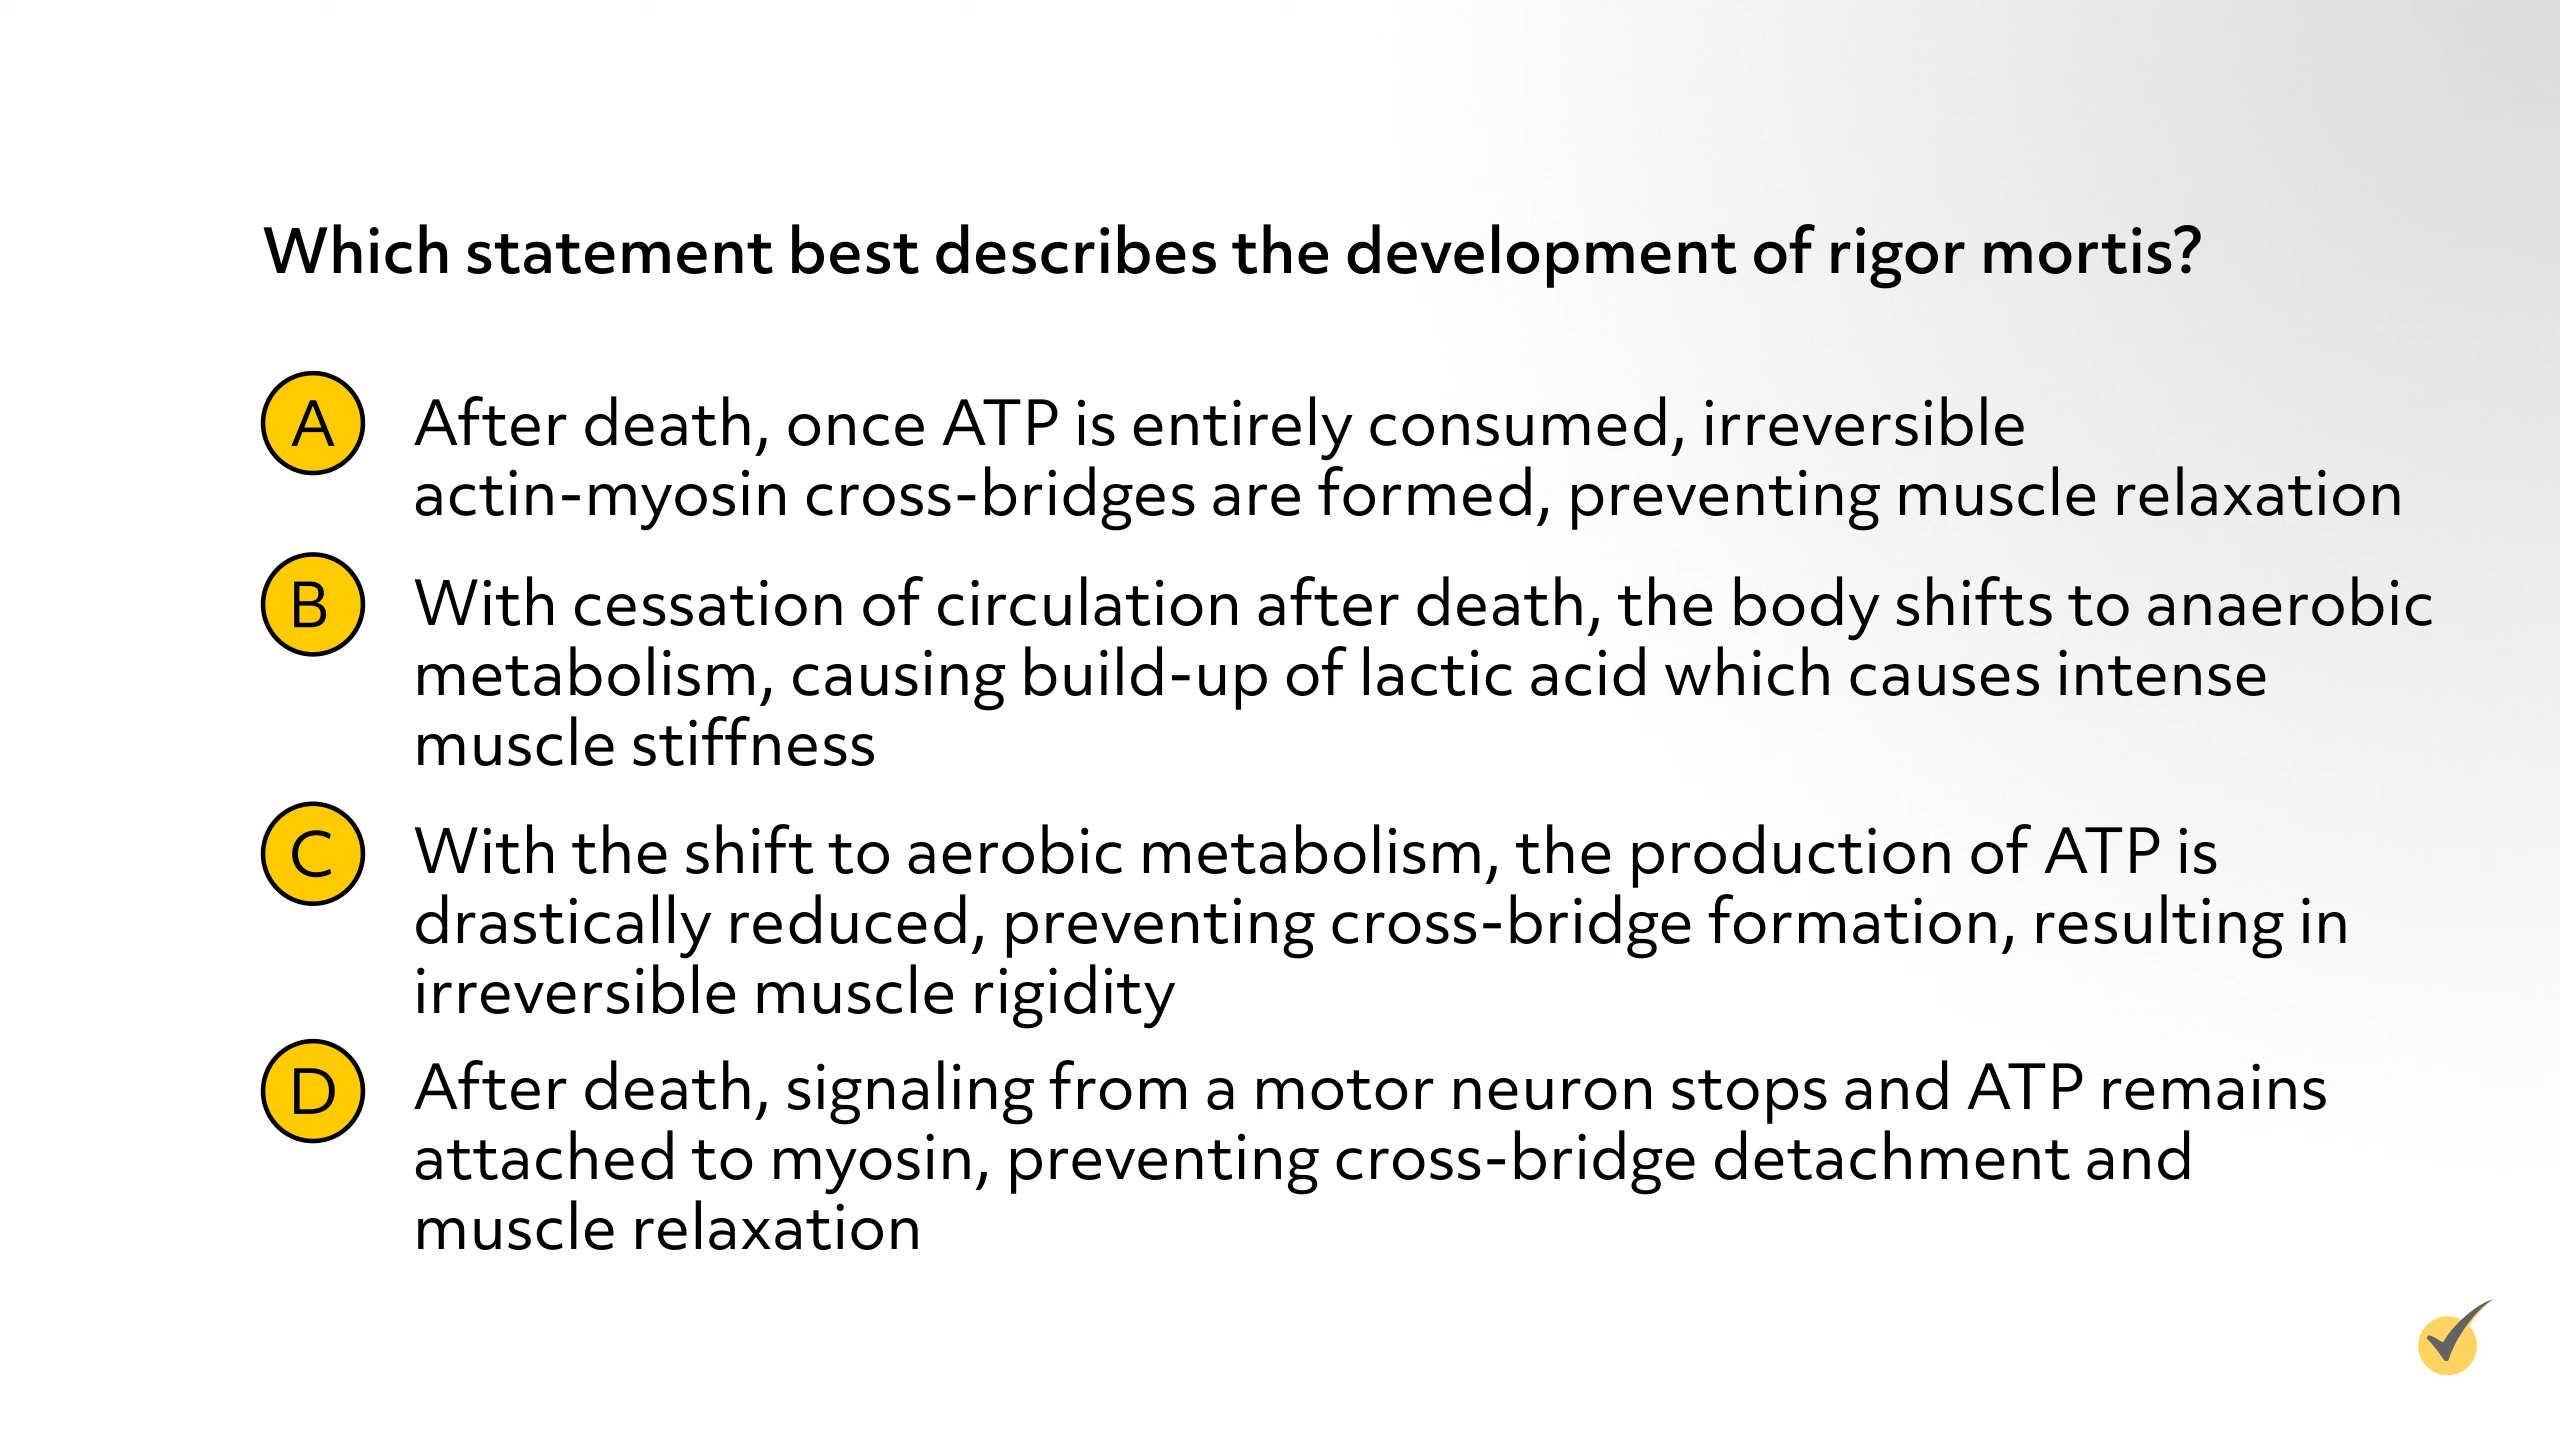 Which statement best describes the development of rigor mortis?
A After death, once ATP is entirely consumed, irreversible
actin-myosin cross-bridges are formed, preventing muscle relaxation
B With cessation of circulation after death, the body shifts to anaerobic
metabolism, causing build-up of lactic acid which causes intense
muscle stiffness
C With the shift to aerobic metabolism, the production of ATP is
drastically reduced, preventing cross-bridge formation, resulting in
irreversible muscle rigidity
D After death, signaling from a motor neuron stops and ATP remains
attached to myosin, preventing cross-bridge detachment and
muscle relaxation